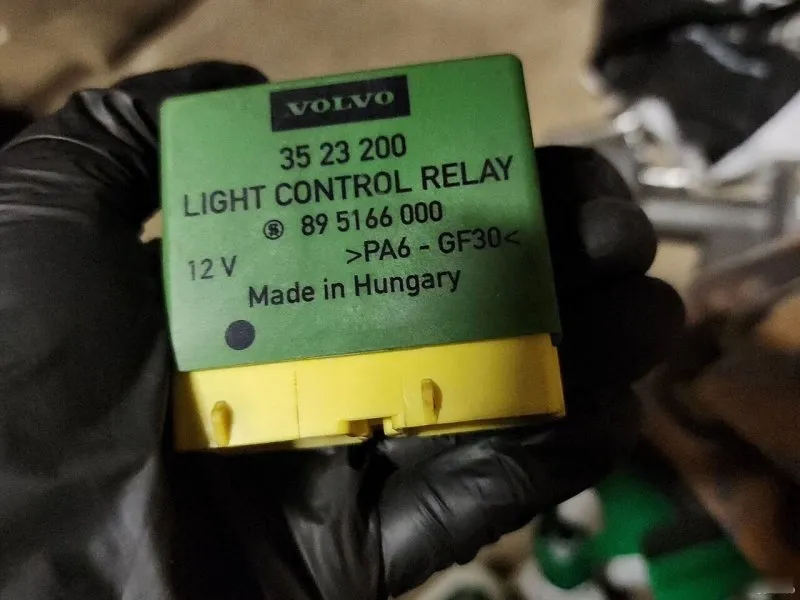 VOLVO
35 23 200
LIGHT CONTROL RELAY
89 5166 000
12 V
>PA6 - GF30<
Made in Hungary